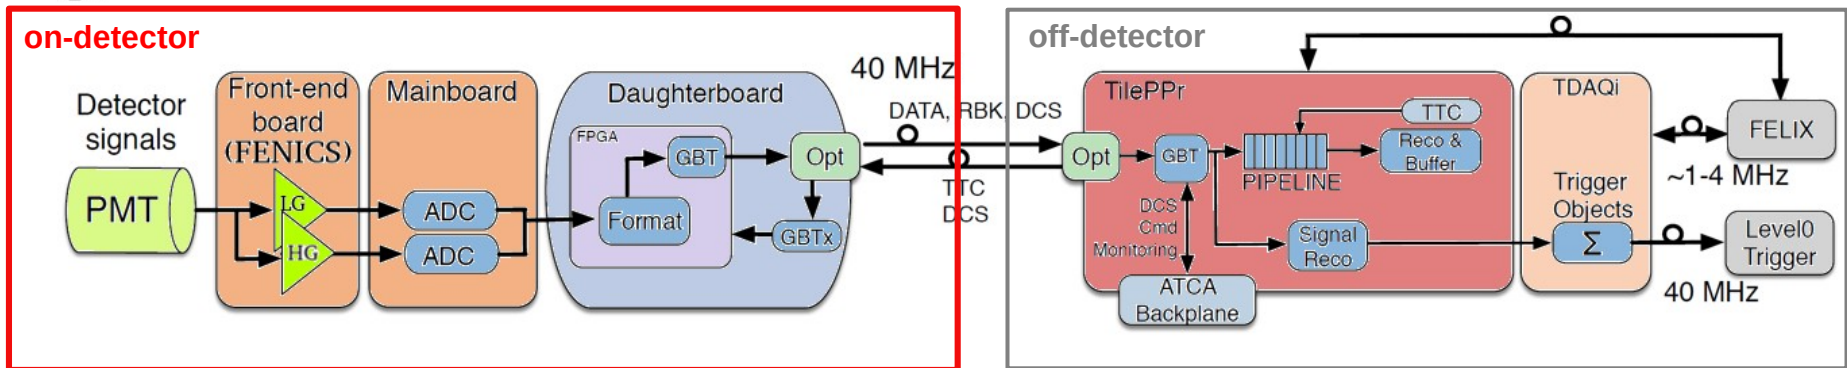 on-detector
Detector
signals
PMT
Front-end
board
(FENICS)
LG
HG
Mainboard
ADC
ADC
Daughterboard
FPGA
GBT
Format
Opt
GBTx
40 MHz
DATA, RBK, DCS
TTC
DCS
off-detector
TilePPr
Opt
GBT
PIPELINE
TTC
Reco &
Buffer
DCS
Cmd
Monitoring
Signal
Reco
ATCA
Backplane
TDAQi
Trigger
Objects
Σ
FELIX
~1-4 MHz
Level0
Trigger
40 MHz